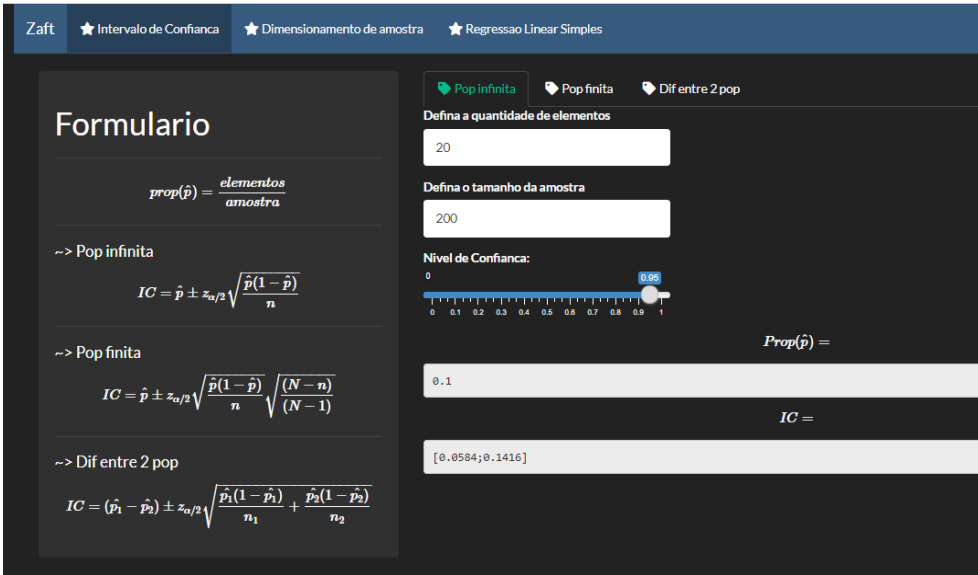 Zaft Intervalo de Confianca Dimensionamento de amostra Regressao Linear Simples
Formulario
prop(p̂) = elementos / amostra
~> Pop infinita
IC = p̂ ± z_{α/2} √(p̂(1 − p̂) / n)
~> Pop finita
IC = p̂ ± z_{α/2} √(p̂(1 − p̂) / n) √((N − n) / (N − 1))
~> Dif entre 2 pop
IC = (p̂₁ − p̂₂) ± z_{α/2} √(p̂₁(1 − p̂₁) / n₁ + p̂₂(1 − p̂₂) / n₂)
Pop infinita Pop finita Dif entre 2 pop
Defina a quantidade de elementos
20
Defina o tamanho da amostra
200
Nivel de Confianca:
0 0.95
0 0.1 0.2 0.3 0.4 0.5 0.6 0.7 0.8 0.9 1
Prop(p̂) =
0.1
IC =
[0.0584;0.1416]